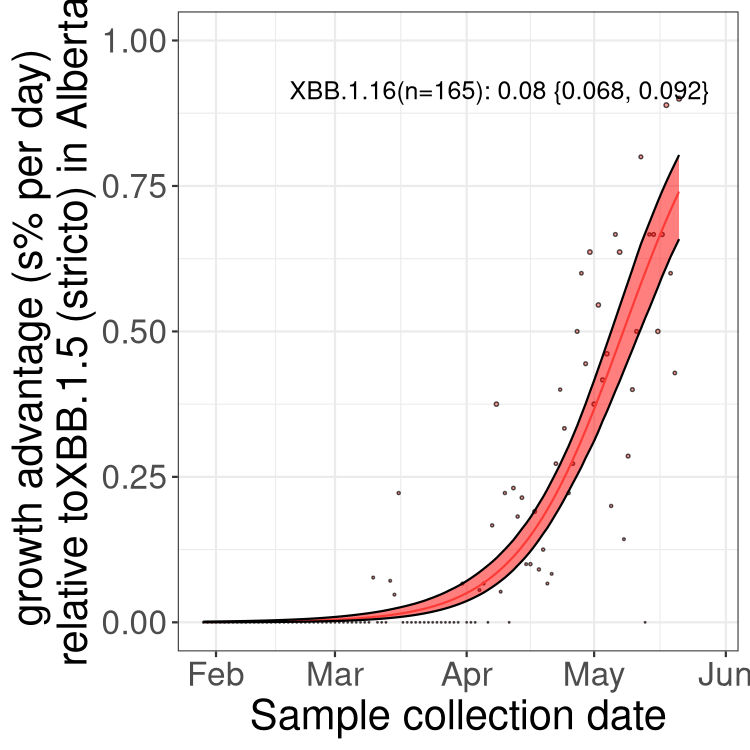 growth advantage (s% per day)
relative toXBB.1.5 (stricto) in Alberta
1.00
0.75
0.50
0.25
0.00
XBB.1.16(n=165): 0.08 {0.068, 0.092}
Feb Mar Apr May Jun
Sample collection date